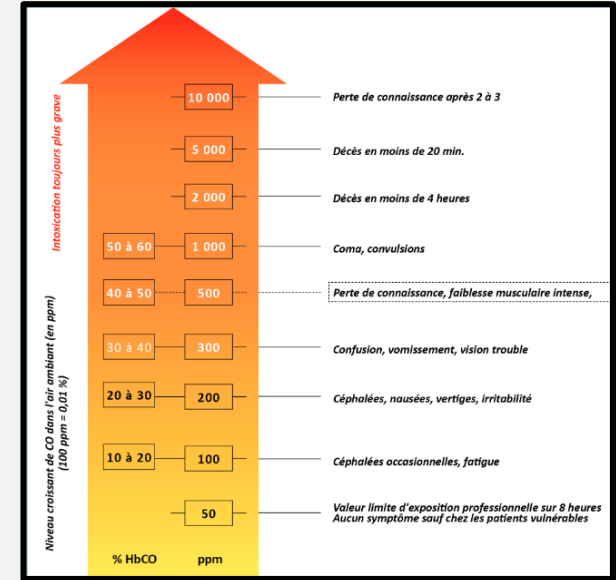 Intoxication toujours plus grave
Niveau croissant de CO dans l'air ambiant (en ppm)
(100 ppm = 0,01 %)
10 000 Perte de connaissance après 2 à 3
5 000 Décès en moins de 20 min.
2 000 Décès en moins de 4 heures
50 à 60 1 000 Coma, convulsions
40 à 50 500 Perte de connaissance, faiblesse musculaire intense,
30 à 40 300 Confusion, vomissement, vision trouble
20 à 30 200 Céphalées, nausées, vertiges, irritabilité
10 à 20 100 Céphalées occasionnelles, fatigue
50 Valeur limite d'exposition professionnelle sur 8 heures
Aucun symptôme sauf chez les patients vulnérables
% HbCO ppm